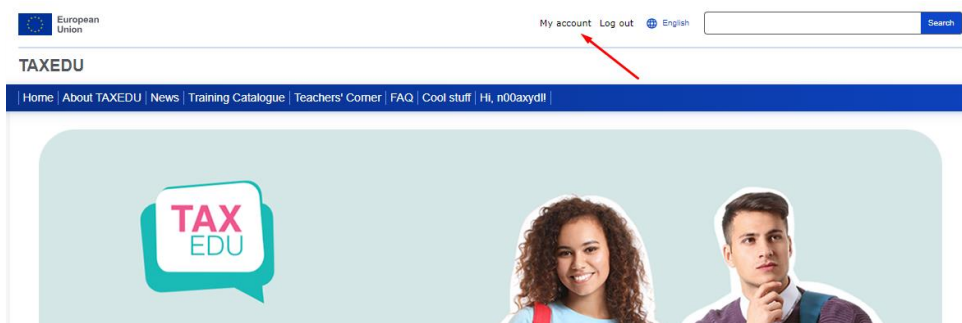 European
Union
My account Log out English Search
TAXEDU
Home About TAXEDU News Training Catalogue Teachers' Corner FAQ Cool stuff Hi, n00axydl!
TAX
EDU